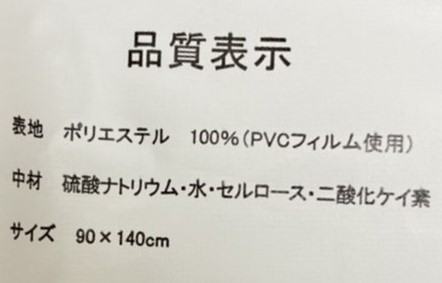 品質表示
表地 ポリエステル 100%(PVCフィルム使用)
中材 硫酸ナトリウム・水・セルロース・二酸化ケイ素
サイズ 90×140cm